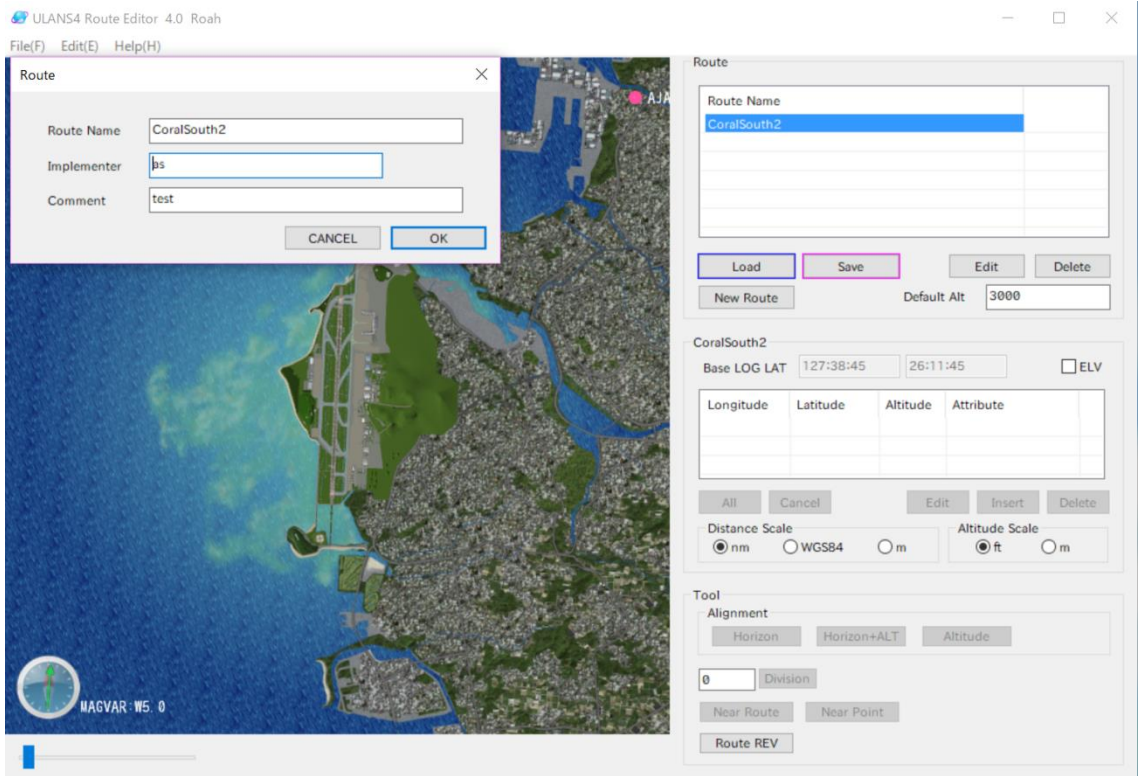 ULANS4 Route Editor 4.0 Roah
File(F) Edit(E) Help(H)
Route
Route Name CoralSouth2
Implementer as
Comment test
CANCEL OK
AJA
MAGVAR:W5.0
Route
Route Name
CoralSouth2
Load Save Edit Delete
New Route Default Alt 3000
CoralSouth2
Base LOG LAT 127:38:45 26:11:45 ELV
Longitude Latitude Altitude Attribute
All Cancel Edit Insert Delete
Distance Scale Altitude Scale
nm WGS84 m ft m
Tool
Alignment
Horizon Horizon+ALT Altitude
0 Division
Near Route Near Point
Route REV